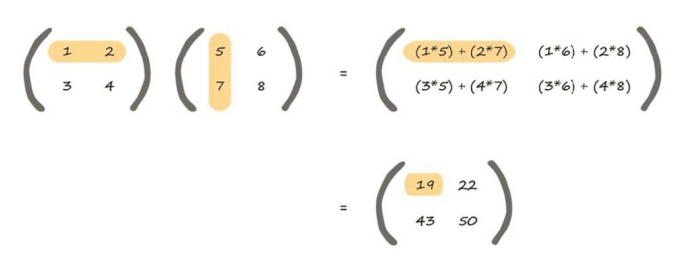 ( 1 2 ) ( 5 6 ) = ( (1*5) + (2*7) (1*6) + (2*8) )
( 3 4 ) ( 7 8 ) ( (3*5) + (4*7) (3*6) + (4*8) )
= ( 19 22 )
( 43 50 )